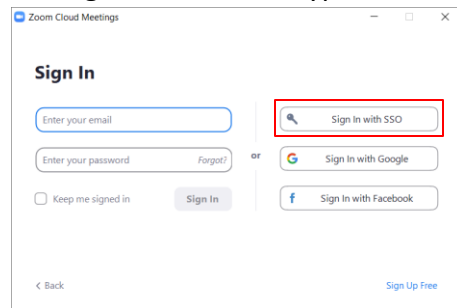 Zoom Cloud Meetings
Sign In
Enter your email
Enter your password Forgot?
Keep me signed in Sign In
or
Sign In with SSO
Sign In with Google
Sign In with Facebook
< Back
Sign Up Free